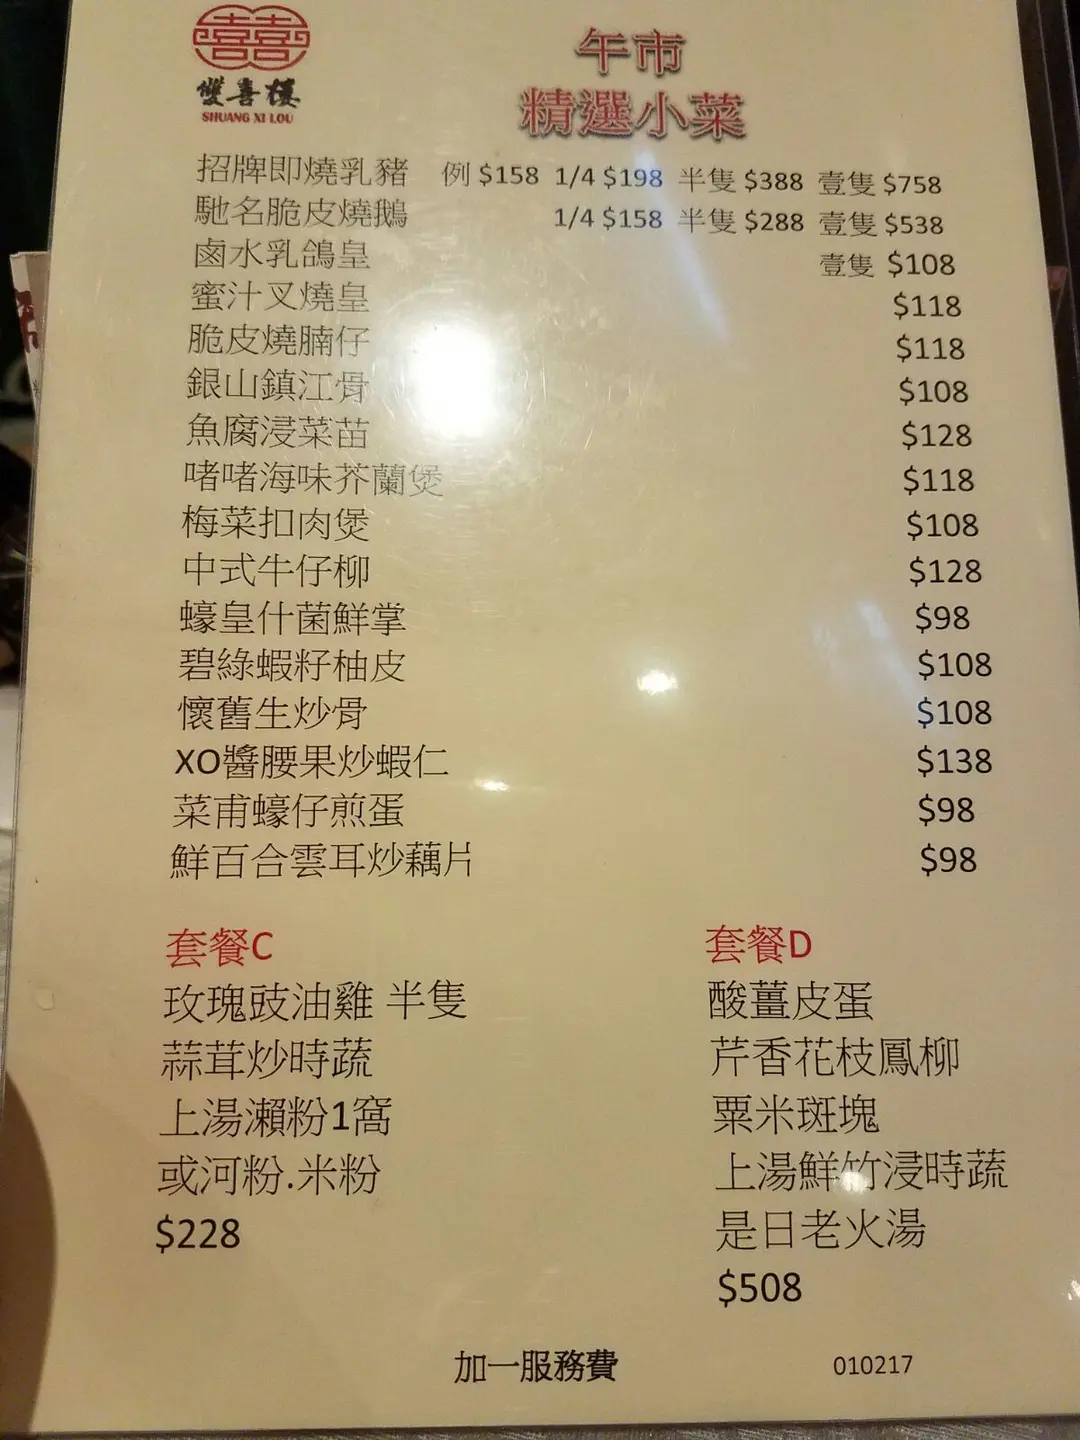 囍
雙喜樓
SHUANG XI LOU
午市
精選小菜
招牌即燒乳豬 例 $158 1/4 $198 半隻 $388 壹隻 $758
馳名脆皮燒鵝 1/4 $158 半隻 $288 壹隻 $538
鹵水乳鴿皇 壹隻 $108
蜜汁叉燒皇 $118
脆皮燒腩仔 $118
銀山鎮江骨 $108
魚腐浸菜苗 $128
啫啫海味芥蘭煲 $118
梅菜扣肉煲 $108
中式牛仔柳 $128
蠔皇什菌鮮掌 $98
碧綠蝦籽柚皮 $108
懷舊生炒骨 $108
XO醬腰果炒蝦仁 $138
菜甫蠔仔煎蛋 $98
鮮百合雲耳炒藕片 $98
套餐C
玫瑰豉油雞 半隻
蒜茸炒時蔬
上湯瀨粉1窩
或河粉.米粉
$228
套餐D
酸薑皮蛋
芹香花枝鳳柳
粟米斑塊
上湯鮮竹浸時蔬
是日老火湯
$508
加一服務費
010217